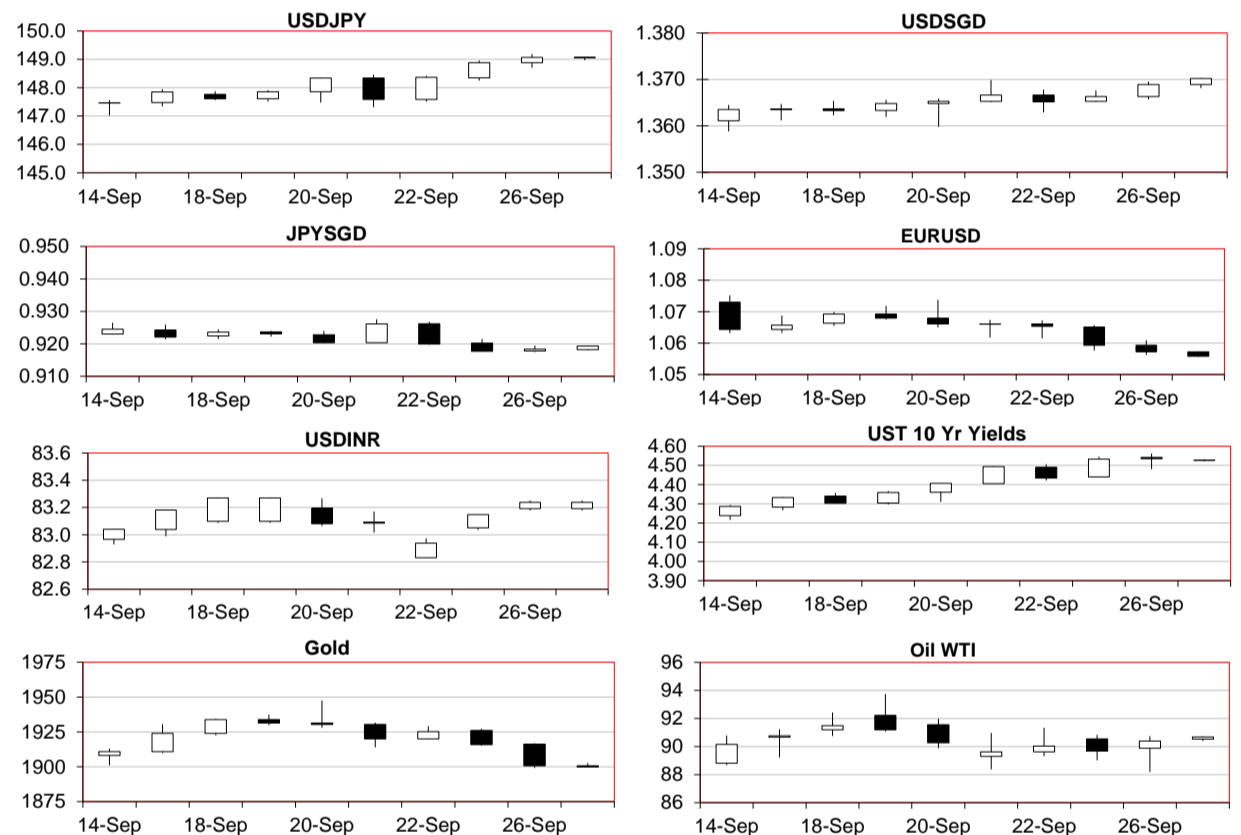 USDJPY
150.0
149.0
148.0
147.0
146.0
145.0
14-Sep 18-Sep 20-Sep 22-Sep 26-Sep
USDSGD
1.380
1.370
1.360
1.350
14-Sep 18-Sep 20-Sep 22-Sep 26-Sep
JPYSGD
0.950
0.940
0.930
0.920
0.910
14-Sep 18-Sep 20-Sep 22-Sep 26-Sep
EURUSD
1.09
1.08
1.07
1.06
1.05
14-Sep 18-Sep 20-Sep 22-Sep 26-Sep
USDINR
83.6
83.4
83.2
83.0
82.8
82.6
14-Sep 18-Sep 20-Sep 22-Sep 26-Sep
UST 10 Yr Yields
4.60
4.50
4.40
4.30
4.20
4.10
4.00
3.90
14-Sep 18-Sep 20-Sep 22-Sep 26-Sep
Gold
1975
1950
1925
1900
1875
14-Sep 18-Sep 20-Sep 22-Sep 26-Sep
Oil WTI
96
94
92
90
88
86
14-Sep 18-Sep 20-Sep 22-Sep 26-Sep